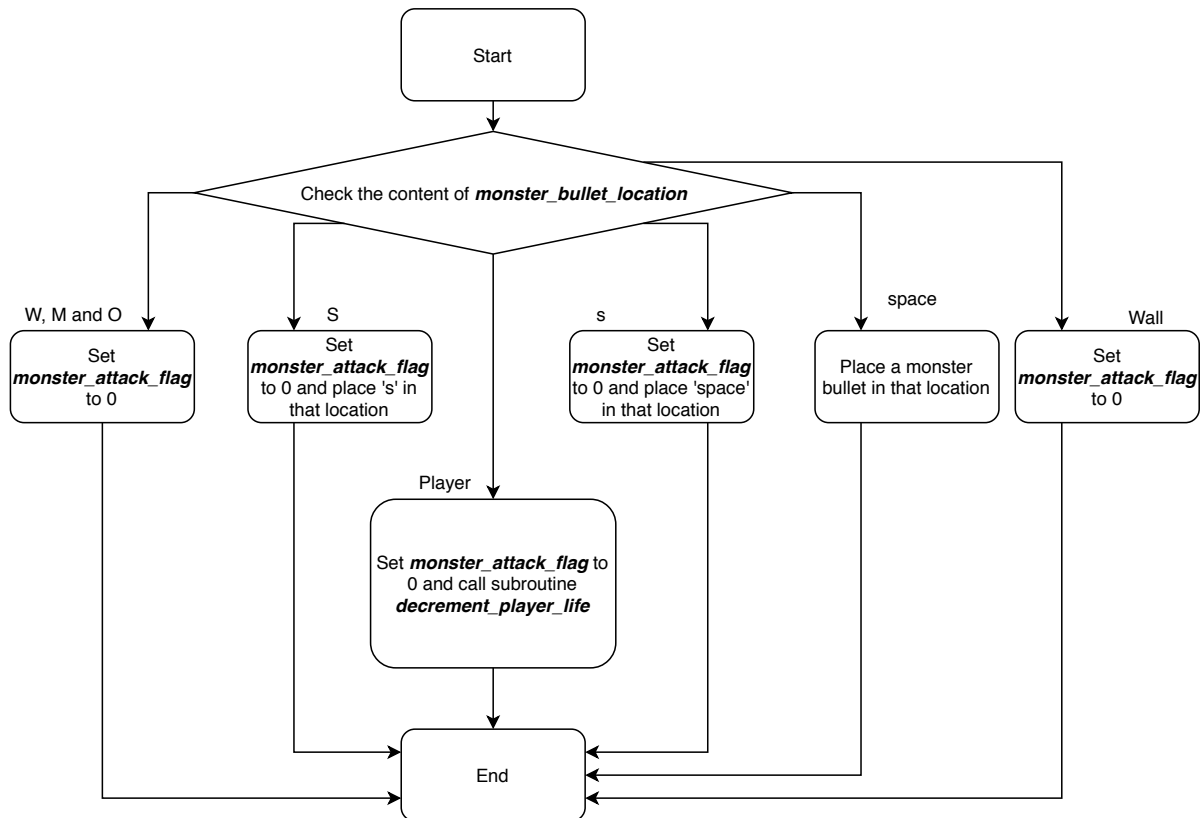 Start
Check the content of monster_bullet_location
W, M and O
Set
monster_attack_flag
to 0
S
Set
monster_attack_flag
to 0 and place 's' in
that location
s
Set
monster_attack_flag
to 0 and place 'space'
in that location
space
Place a monster
bullet in that location
Wall
Set
monster_attack_flag
to 0
Player
Set monster_attack_flag to
0 and call subroutine
decrement_player_life
End